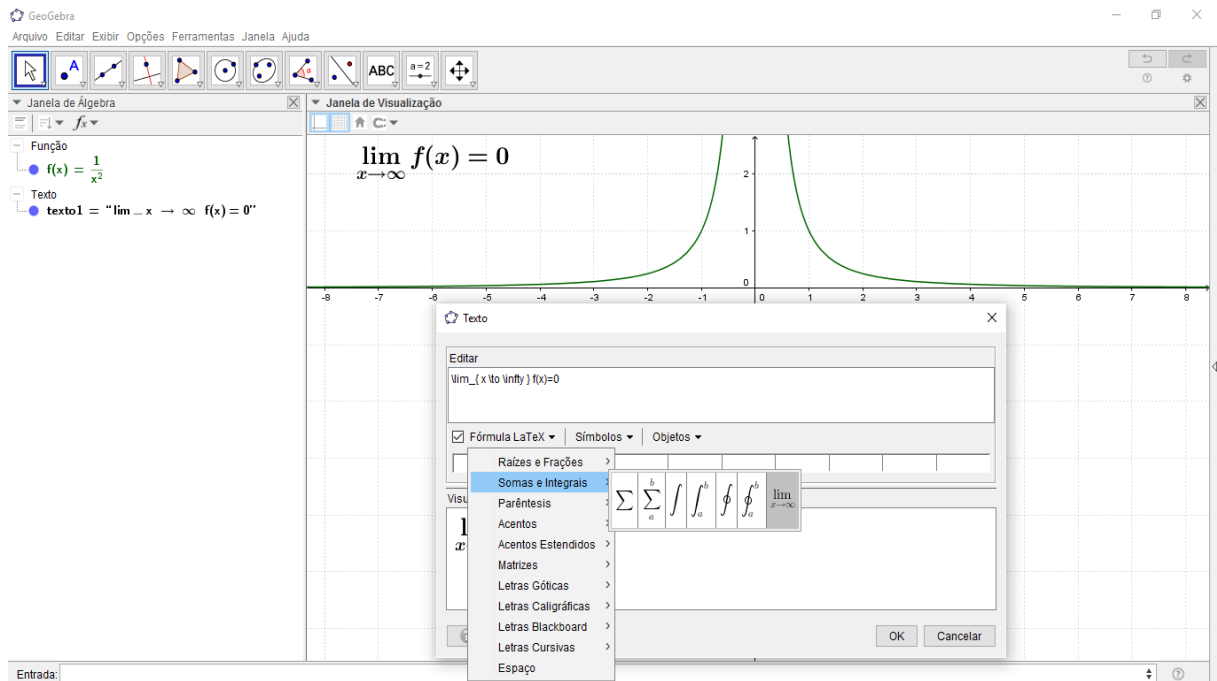 GeoGebra
Arquivo Editar Exibir Opções Ferramentas Janela Ajuda
ABC a=2
Janela de Álgebra
Janela de Visualização
Função
f(x) = 1/x²
Texto
texto1 = "lim _ x → ∞ f(x) = 0"
lim f(x) = 0
x→∞
2
1
0
-8 -7 -6 -5 -4 -3 -2 -1 0 1 2 3 4 5 6 7 8
Texto
Editar
\lim_{ x \to \infty } f(x)=0
Fórmula LaTeX Símbolos Objetos
Raízes e Frações
Somas e Integrais
Parêntesis
Acentos
Acentos Estendidos
Matrizes
Letras Góticas
Letras Caligráficas
Letras Blackboard
Letras Cursivas
Espaço
∑ ∑ b a ∫ ∫ b a ∮ ∮ b a lim x→∞
OK Cancelar
Entrada: